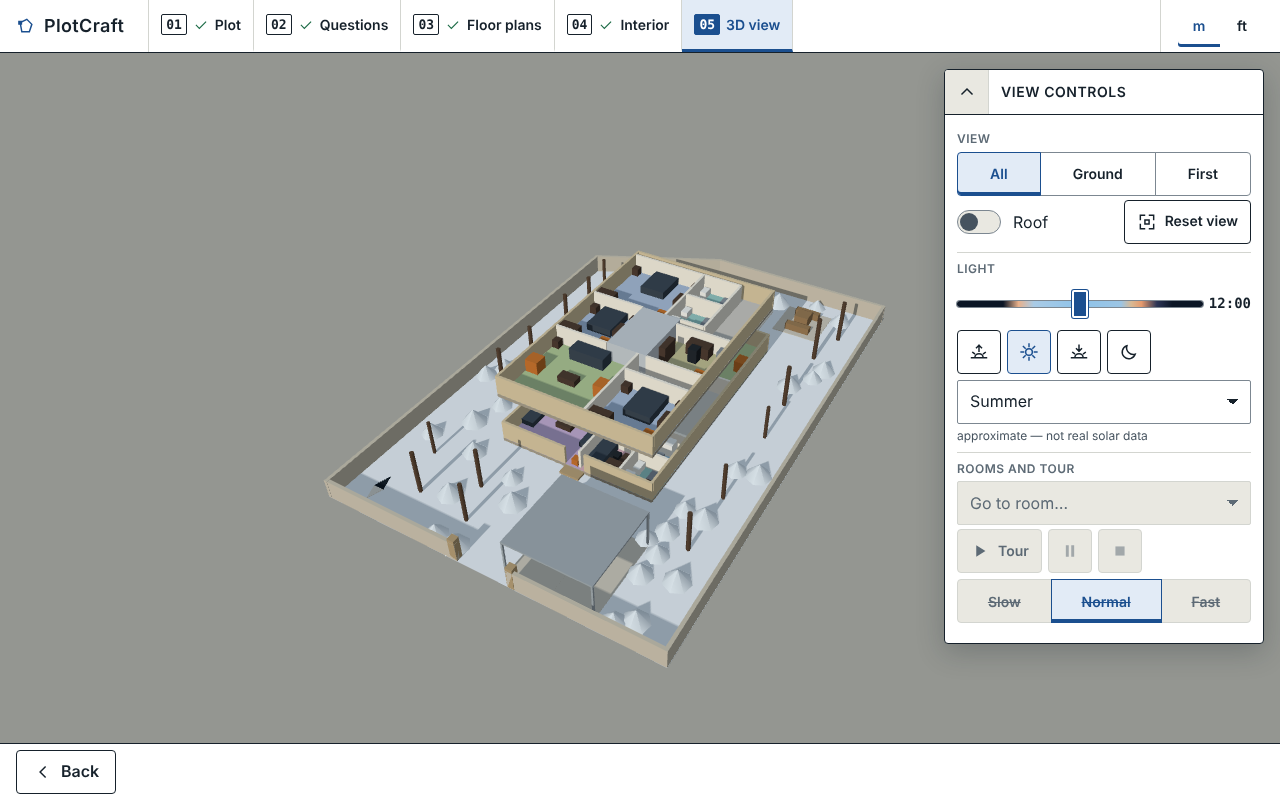 PlotCraft
01 Plot
02 Questions
03 Floor plans
04 Interior
05 3D view
m ft
VIEW CONTROLS
VIEW
All Ground First
Roof Reset view
LIGHT
12:00
Summer
approximate — not real solar data
ROOMS AND TOUR
Go to room...
Tour
Slow Normal Fast
Back